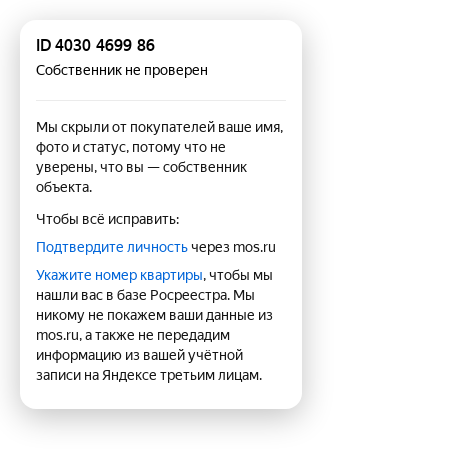 ID 4030 4699 86
Собственник не проверен
Мы скрыли от покупателей ваше имя,
фото и статус, потому что не
уверены, что вы — собственник
объекта.
Чтобы всё исправить:
Подтвердите личность через mos.ru
Укажите номер квартиры, чтобы мы
нашли вас в базе Росреестра. Мы
никому не покажем ваши данные из
mos.ru, а также не передадим
информацию из вашей учётной
записи на Яндексе третьим лицам.